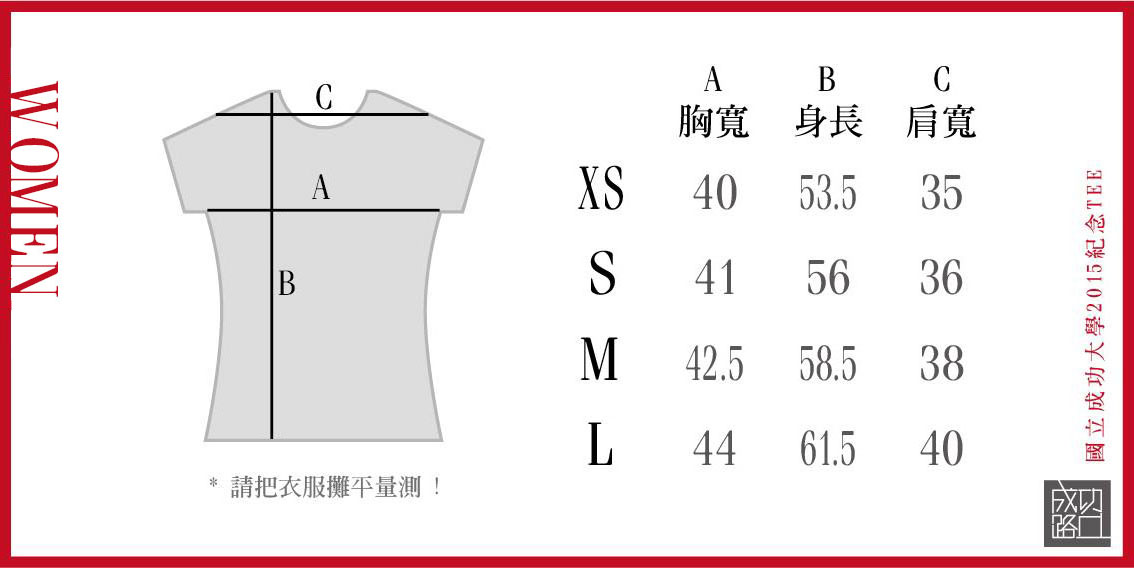 WOMEN
C
A
B
* 請把衣服攤平量測！
A B C
胸寬 身長 肩寬
XS 40 53.5 35
S 41 56 36
M 42.5 58.5 38
L 44 61.5 40
國立成功大學2015紀念TEE
成功
路口